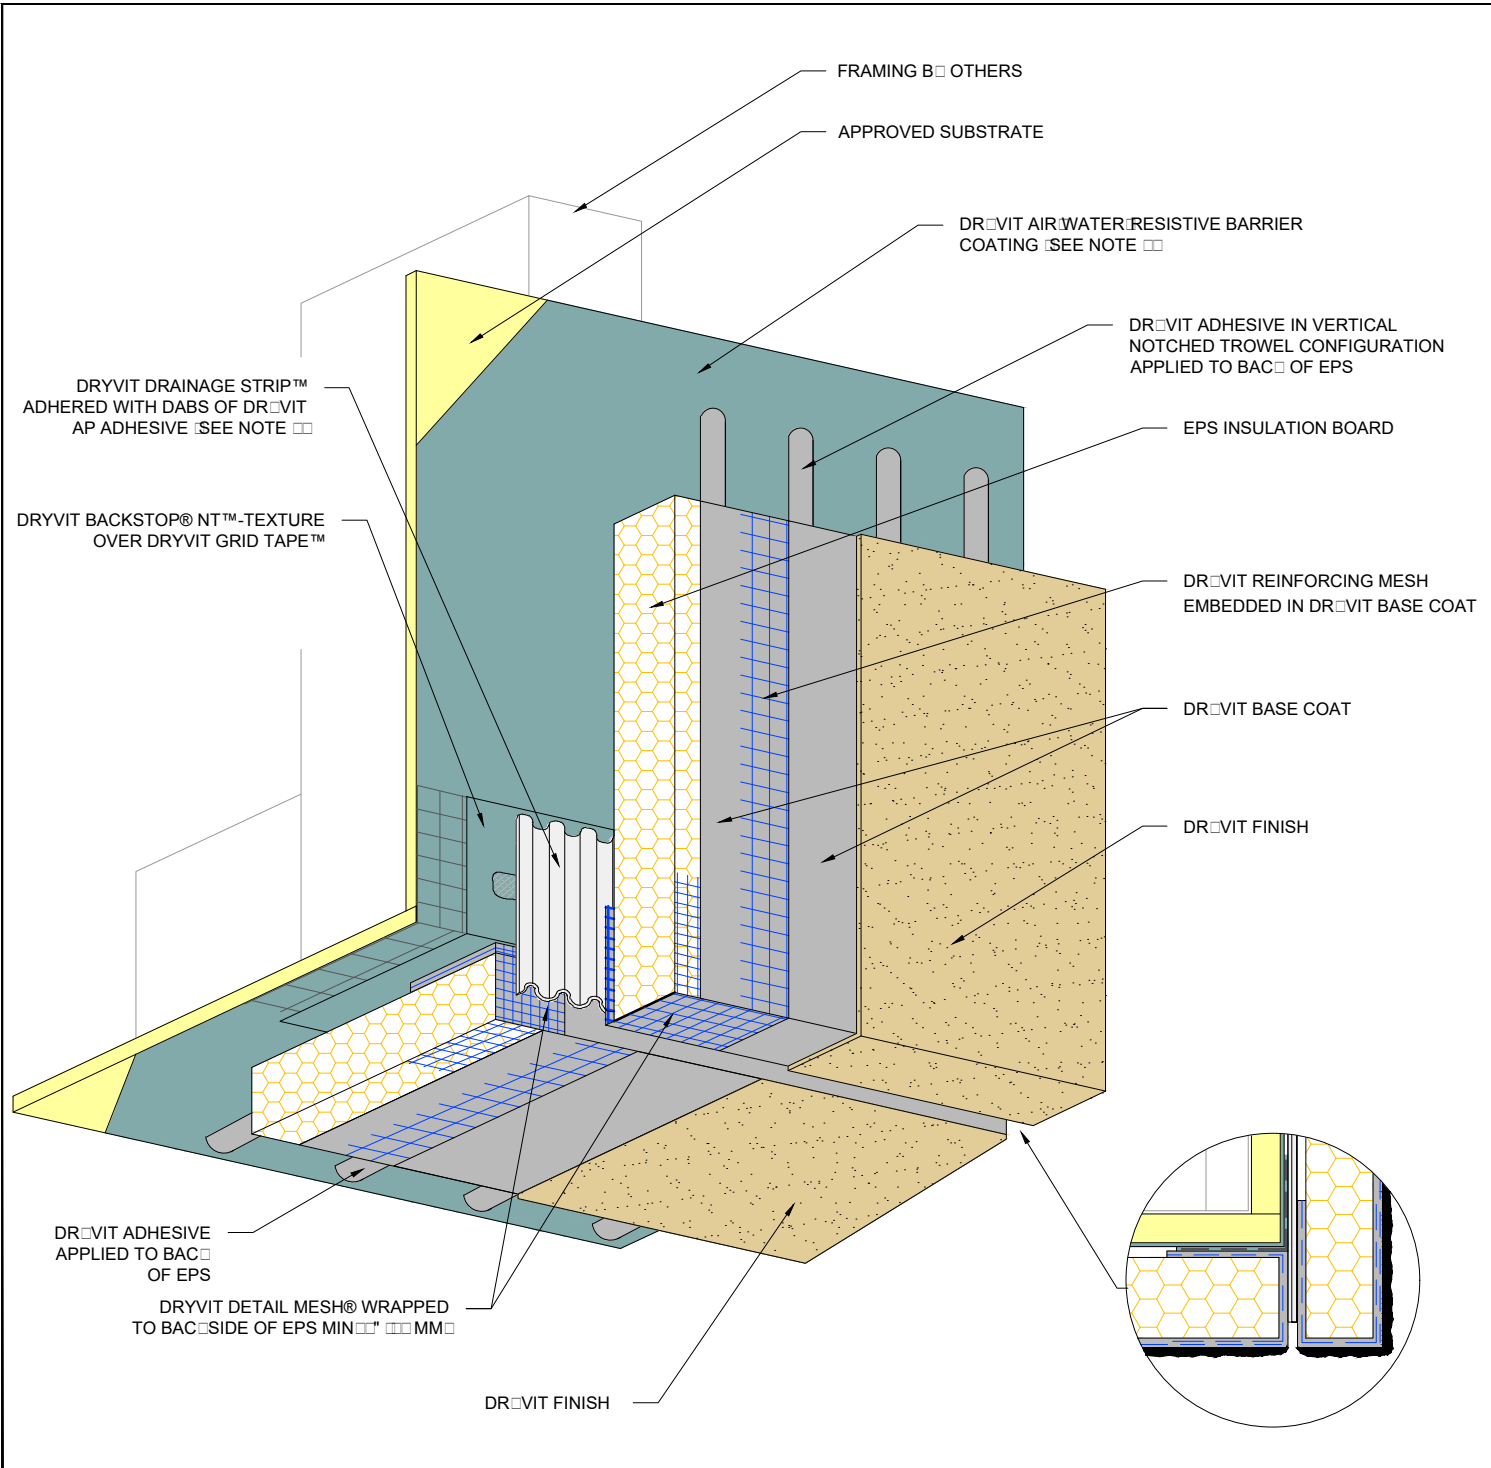 FRAMING B□ OTHERS
APPROVED SUBSTRATE
DR□VIT AIR□WATER□RESISTIVE BARRIER
COATING □SEE NOTE □□
DR□VIT ADHESIVE IN VERTICAL
NOTCHED TROWEL CONFIGURATION
APPLIED TO BAC□ OF EPS
DRYVIT DRAINAGE STRIP™
ADHERED WITH DABS OF DR□VIT
AP ADHESIVE □SEE NOTE □□
EPS INSULATION BOARD
DRYVIT BACKSTOP® NT™-TEXTURE
OVER DRYVIT GRID TAPE™
DR□VIT REINFORCING MESH
EMBEDDED IN DR□VIT BASE COAT
DR□VIT BASE COAT
DR□VIT FINISH
DR□VIT ADHESIVE
APPLIED TO BAC□
OF EPS
DRYVIT DETAIL MESH® WRAPPED
TO BAC□SIDE OF EPS MIN□□" □□□ MM□
DR□VIT FINISH